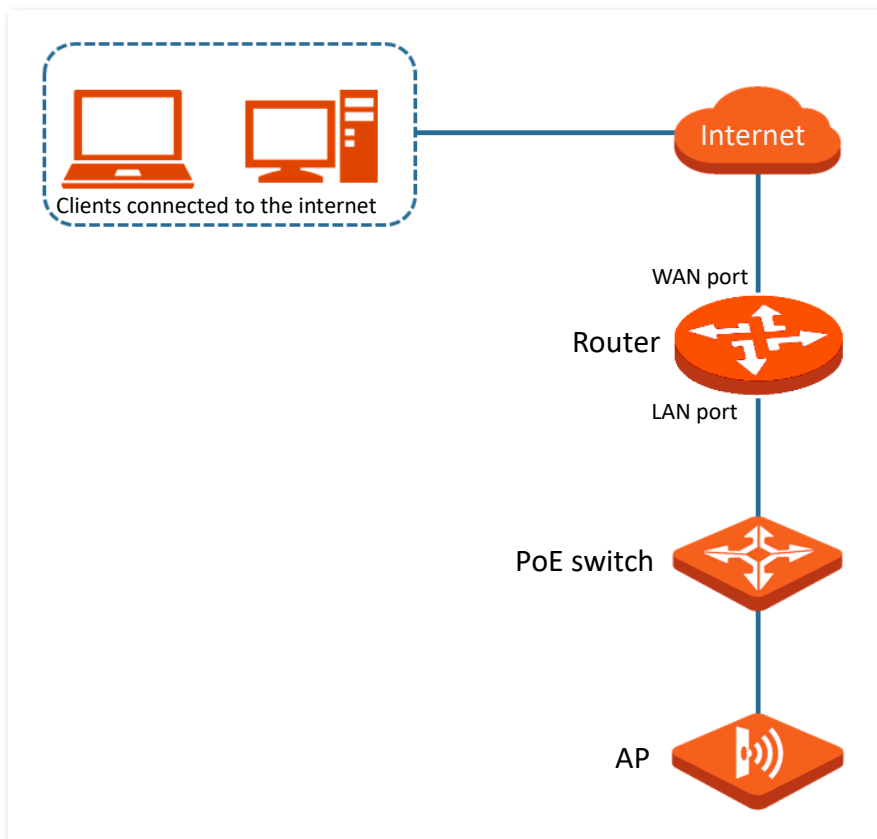 Internet
Clients connected to the internet
WAN port
Router
LAN port
PoE switch
AP